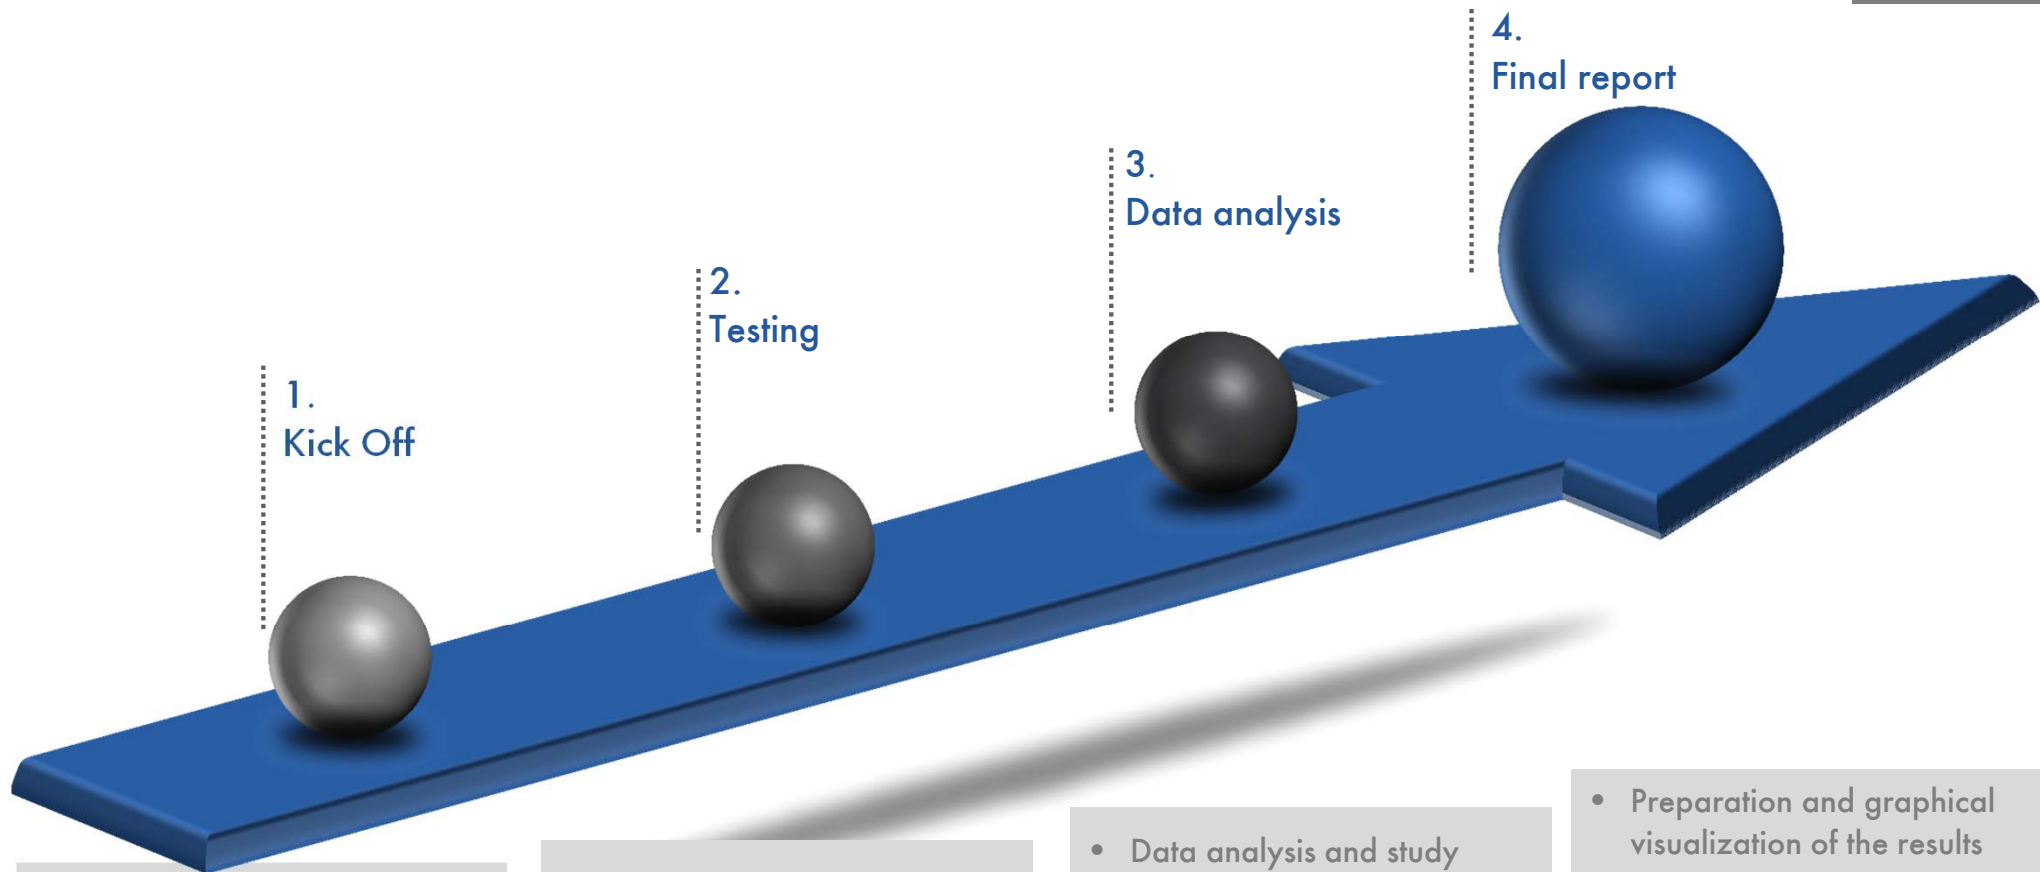 1.
Kick Off
2.
Testing
3.
Data analysis
4.
Final report
• Data analysis and study
• Preparation and graphical
visualization of the results